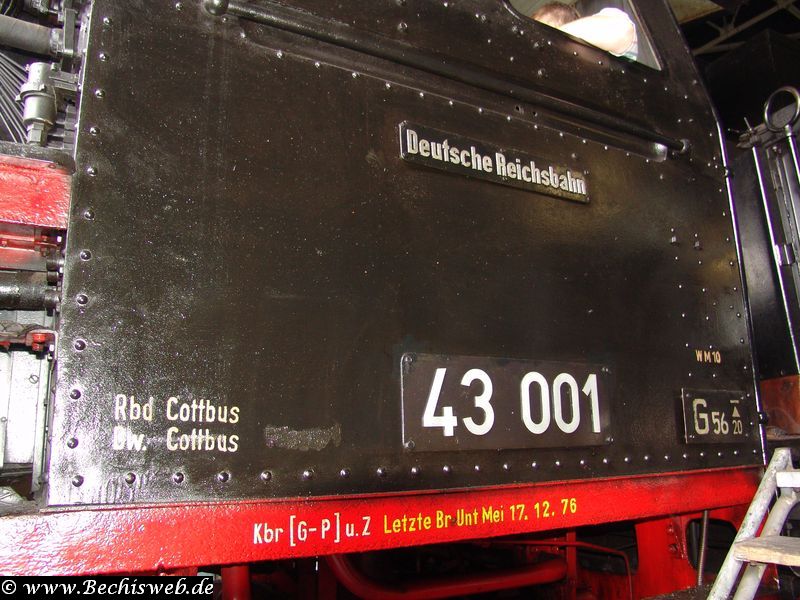 Deutsche Reichsbahn
WM 10
43 001
G 56 20
Rbd Cottbus
Bw. Cottbus
Kbr [G-P] u. Z Letzte Br Unt Mei 17. 12. 76
© www.Bechisweb.de